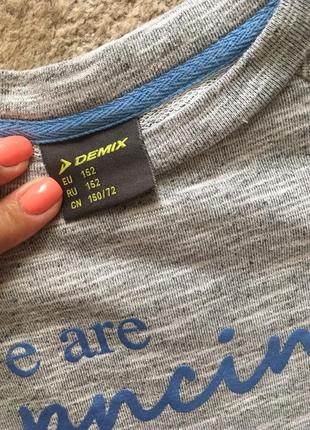 DEMIX
EU 152
RU 152
CN 150/72
e are
ancin